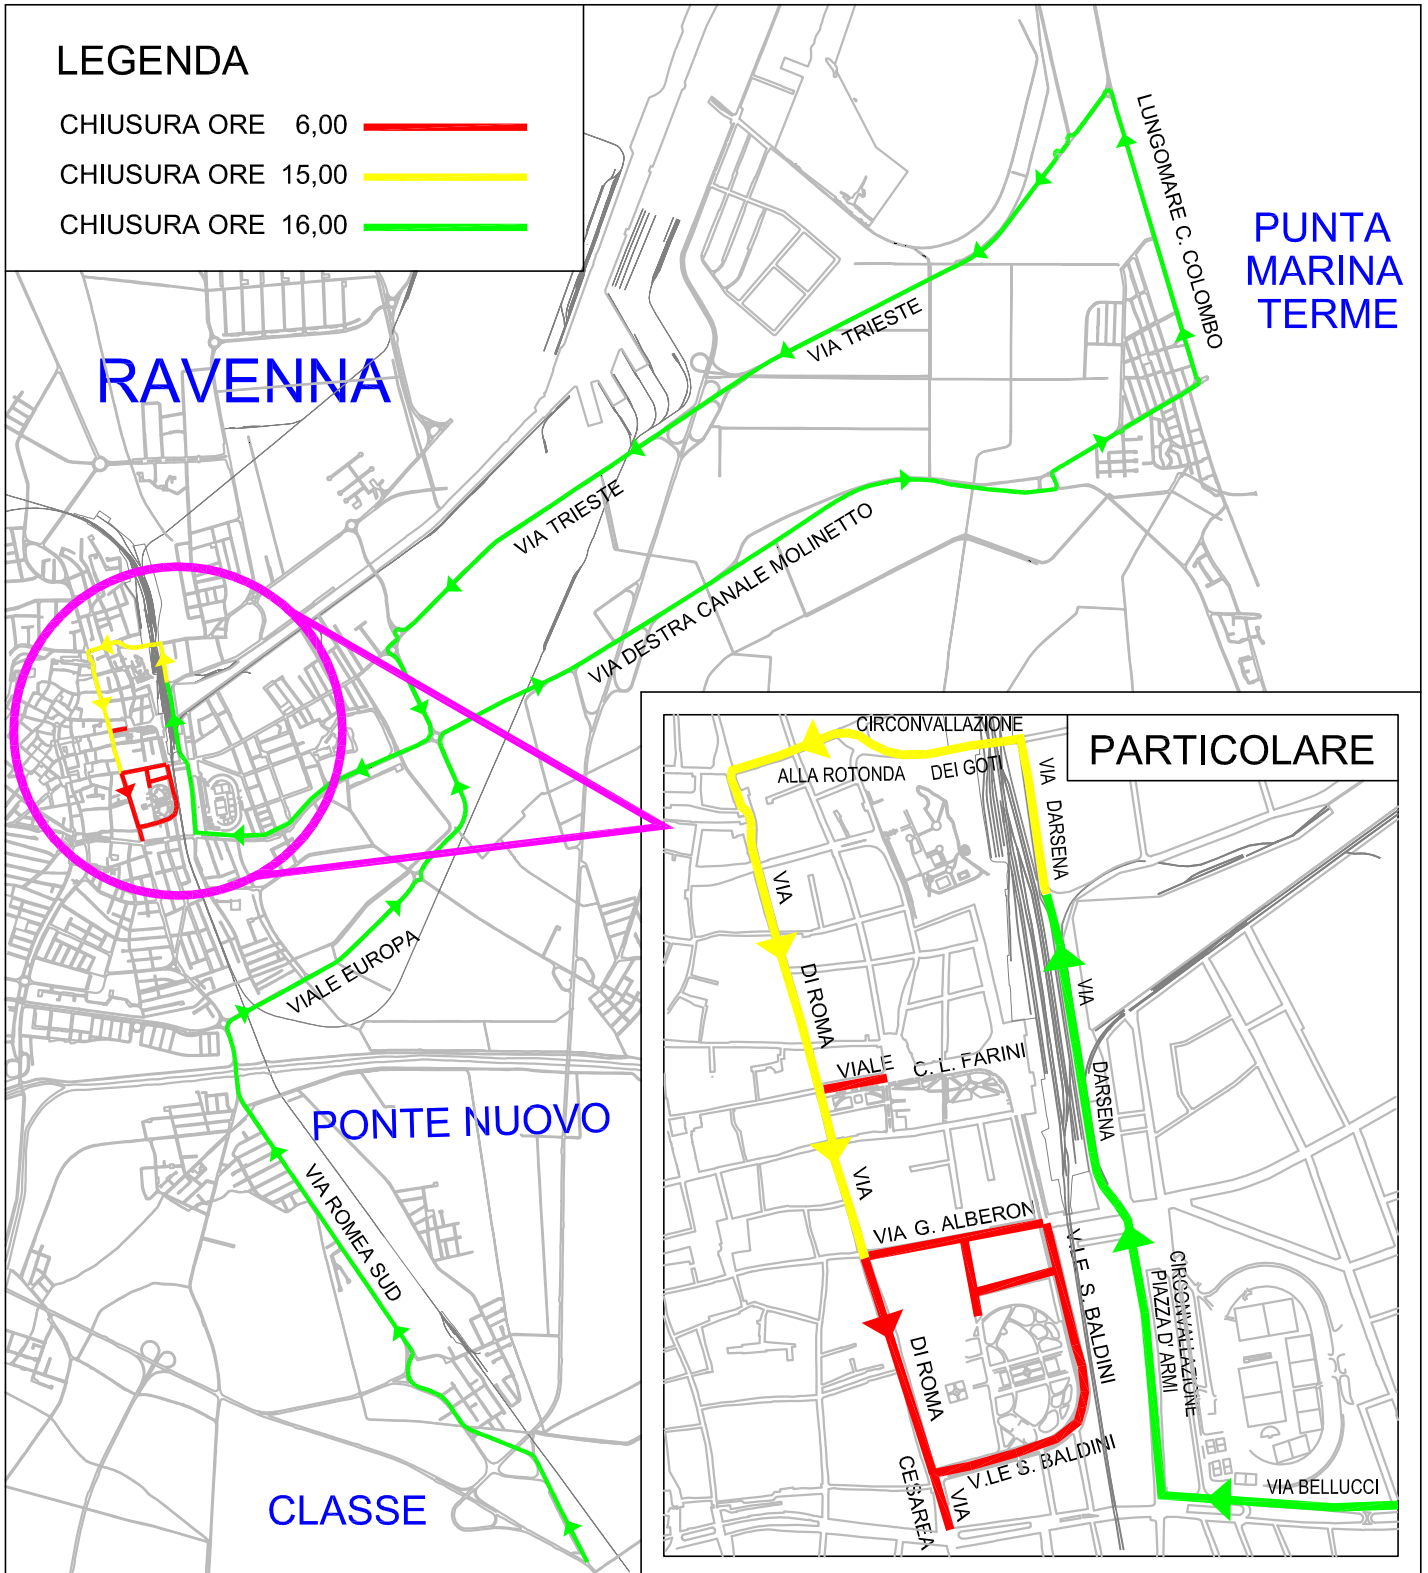 LEGENDA
CHIUSURA ORE 6,00
CHIUSURA ORE 15,00
CHIUSURA ORE 16,00
RAVENNA
LUNGOMARE C. COLOMBO
PUNTA
MARINA
TERME
VIA TRIESTE
VIA TRIESTE
VIA DESTRA CANALE MOLINETTO
VIALE EUROPA
PONTE NUOVO
VIA ROMEA SUD
CLASSE
PARTICOLARE
CIRCONVALLAZIONE
ALLA ROTONDA DEI GOTI
VIA DARSENA
VIA
DI ROMA
VIALE C. L. FARINI
VIA DARSENA
VIA
VIA G. ALBERON
V.LE S. BALDINI
CIRCONVALLAZIONE
PIAZZA D' ARMI
DI ROMA
V.LE S. BALDINI
VIA
CESAREA
VIA BELLUCCI